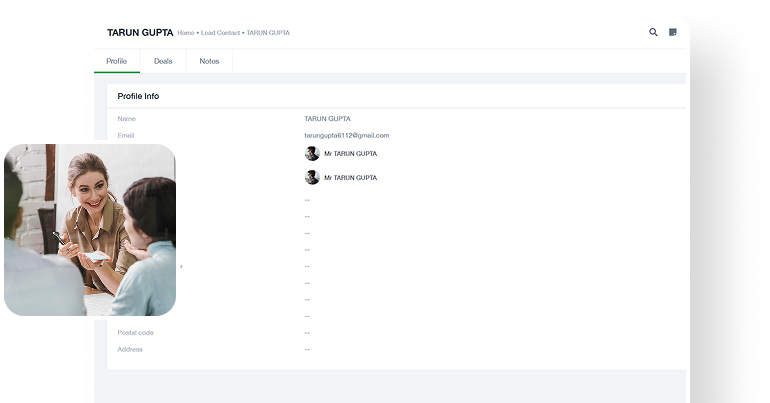 TARUN GUPTA Home • Lead Contact • TARUN GUPTA
Profile Deals Notes
Profile Info
Name TARUN GUPTA
Email tarungupta6112@gmail.com
Mr TARUN GUPTA
Mr TARUN GUPTA
--
--
--
--
r --
--
--
--
Postal code --
Address --